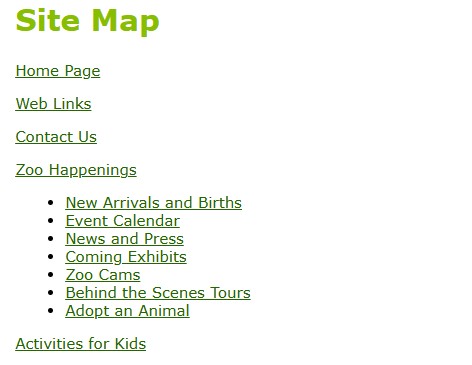 Site Map
Home Page
Web Links
Contact Us
Zoo Happenings
New Arrivals and Births
Event Calendar
News and Press
Coming Exhibits
Zoo Cams
Behind the Scenes Tours
Adopt an Animal
Activities for Kids